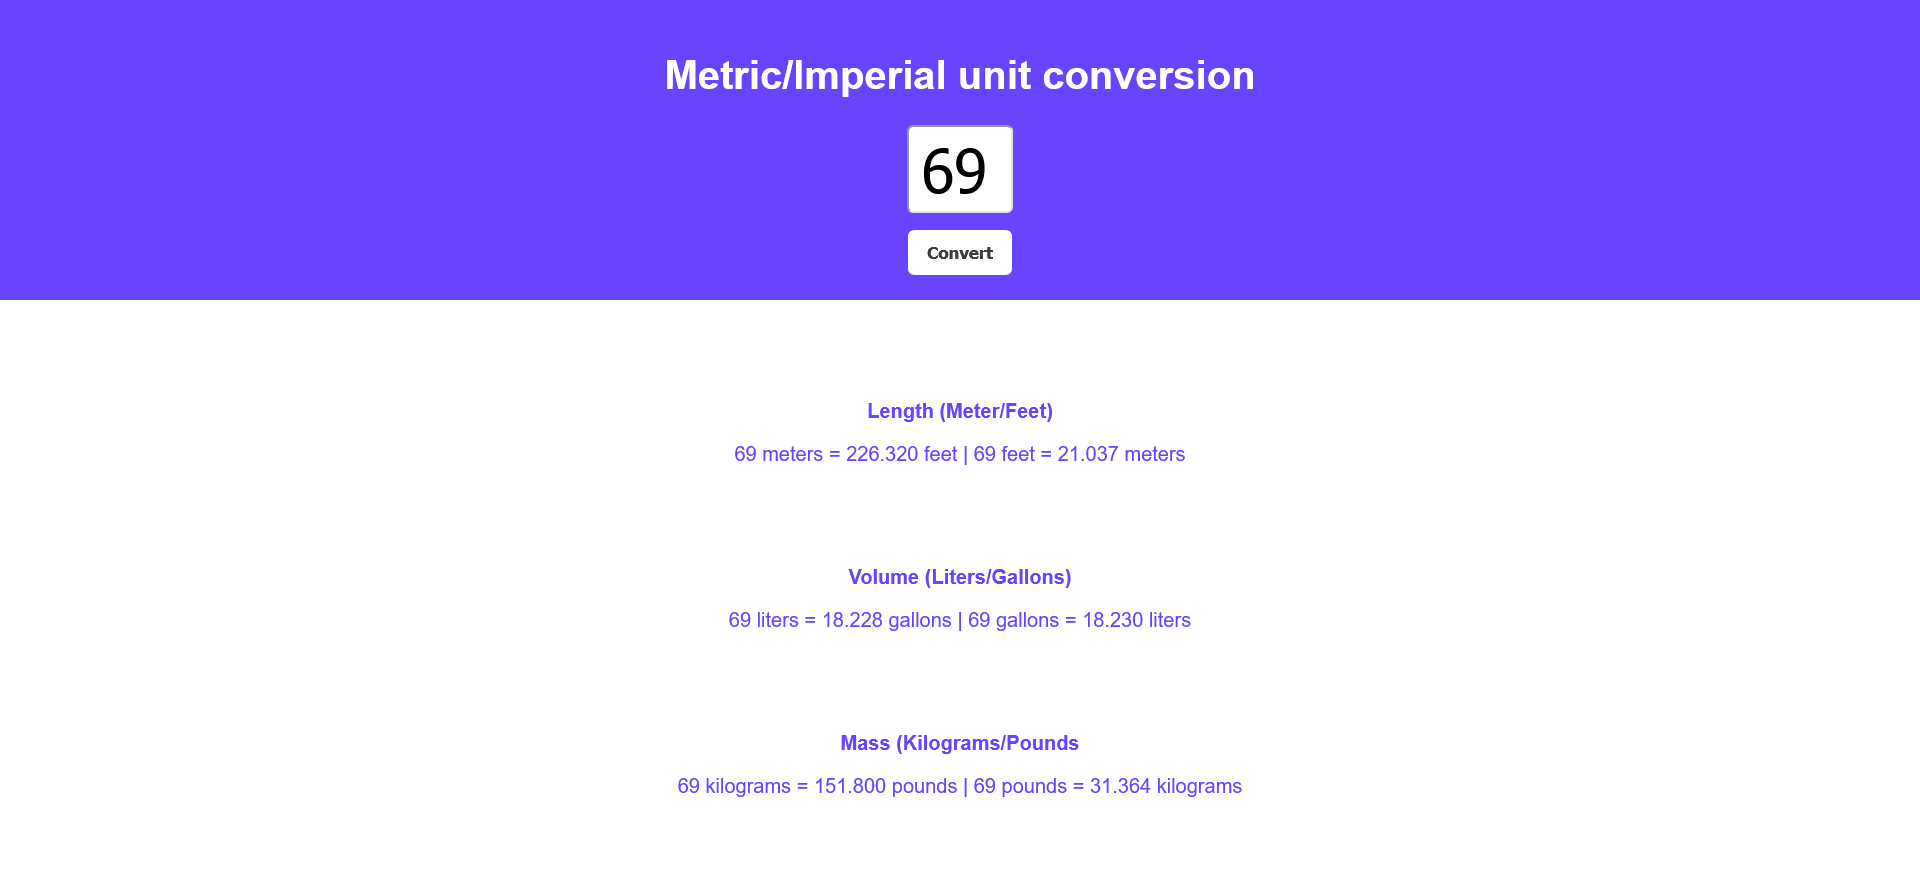 Metric/Imperial unit conversion
69
Convert
Length (Meter/Feet)
69 meters = 226.320 feet | 69 feet = 21.037 meters
Volume (Liters/Gallons)
69 liters = 18.228 gallons | 69 gallons = 18.230 liters
Mass (Kilograms/Pounds
69 kilograms = 151.800 pounds | 69 pounds = 31.364 kilograms